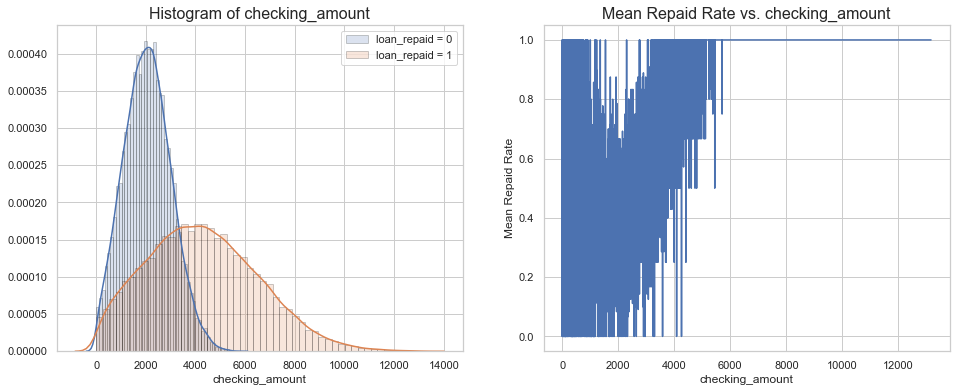 Histogram of checking_amount
loan_repaid = 0
loan_repaid = 1
0.00040
0.00035
0.00030
0.00025
0.00020
0.00015
0.00010
0.00005
0.00000
0 2000 4000 6000 8000 10000 12000 14000
checking_amount
Mean Repaid Rate vs. checking_amount
Mean Repaid Rate
1.0
0.8
0.6
0.4
0.2
0.0
0 2000 4000 6000 8000 10000 12000
checking_amount